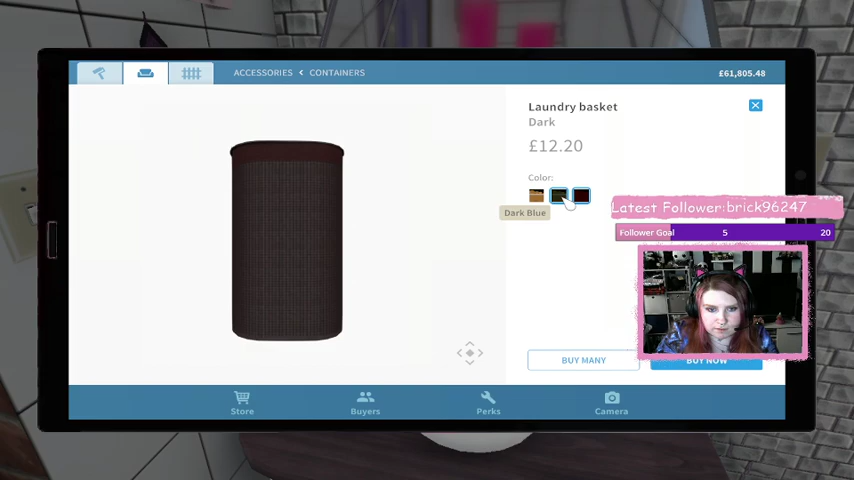 ACCESSORIES < CONTAINERS
£61,805.48
Laundry basket
Dark
£12.20
Color:
Dark Blue
Latest Follower:brick96247
Follower Goal 5 20
BUY MANY
BUY NOW
Store
Buyers
Perks
Camera